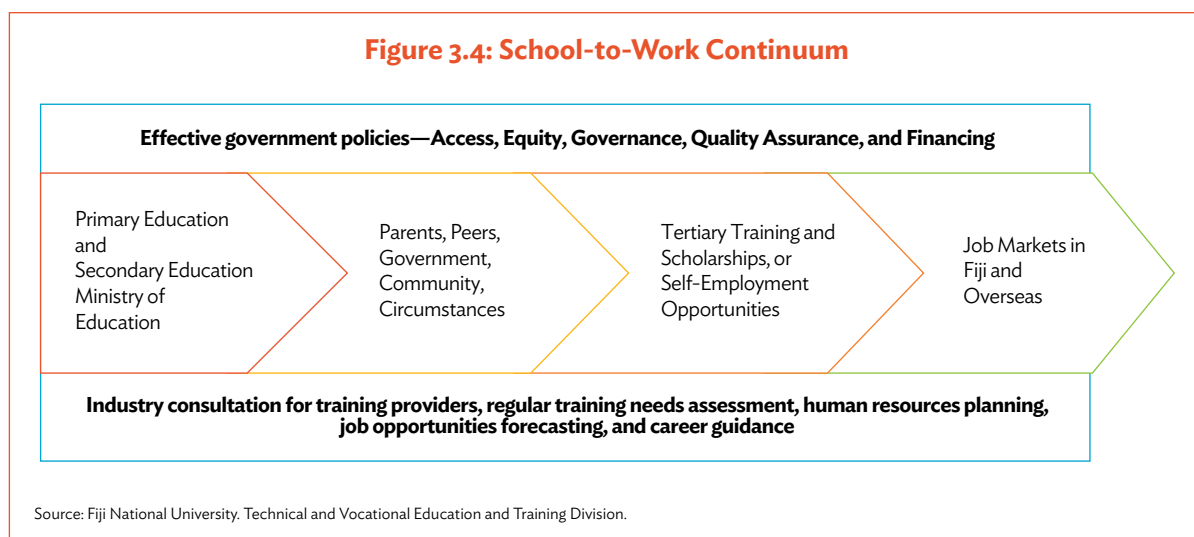 Figure 3.4: School-to-Work Continuum
Effective government policies—Access, Equity, Governance, Quality Assurance, and Financing
Primary Education
and
Secondary Education
Ministry of
Education
Parents, Peers,
Government,
Community,
Circumstances
Tertiary Training and
Scholarships, or
Self-Employment
Opportunities
Job Markets in
Fiji and
Overseas
Industry consultation for training providers, regular training needs assessment, human resources planning,
job opportunities forecasting, and career guidance
Source: Fiji National University. Technical and Vocational Education and Training Division.